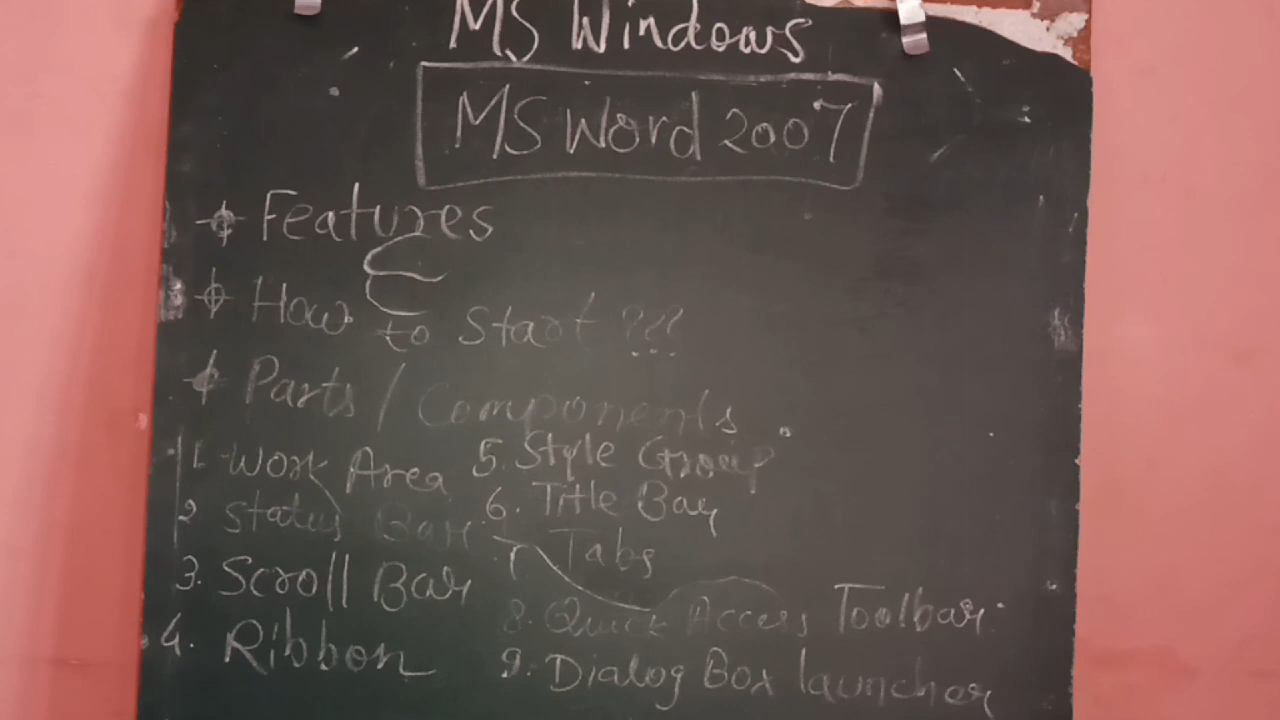 MS Windows
MS Word 2007
Features
How to Start ???
Parts / Components
1. Work Area
2 Status Bar
3. Scroll Bar
4. Ribbon
5. Style Group
6. Title Bar
7 Tabs
8. Quick Access Toolbar
9. Dialog Box launcher